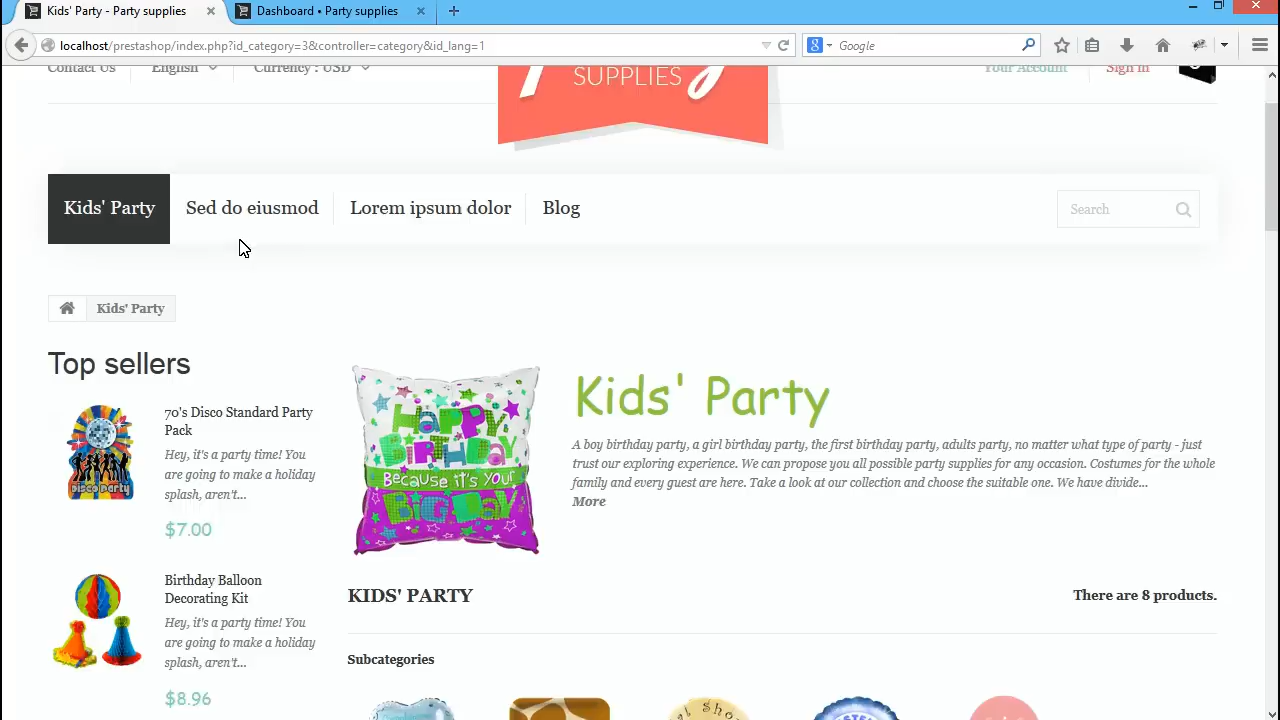 Kids' Party - Party supplies ×
Dashboard • Party supplies × +
localhost/prestashop/index.php?id_category=3&controller=category&id_lang=1
Google
Contact Us English Currency : USD
Your Account Sign in
SUPPLIES
Kids' Party Sed do eiusmod Lorem ipsum dolor Blog
Search
Kids' Party
Top sellers
70's Disco Standard Party
Pack
Hey, it's a party time! You
are going to make a holiday
splash, aren't...
$7.00
Birthday Balloon
Decorating Kit
Hey, it's a party time! You
are going to make a holiday
splash, aren't...
$8.96
Disco Party
HAPPY
BiRTHDAY
Because it's your
BiG DAY
Kids' Party
A boy birthday party, a girl birthday party, the first birthday party, adults party, no matter what type of party - just
trust our exploring experience. We can propose you all possible party supplies for any occasion. Costumes for the whole
family and every guest are here. Take a look at our collection and choose the suitable one. We have divide...
More
KIDS' PARTY
There are 8 products.
Subcategories